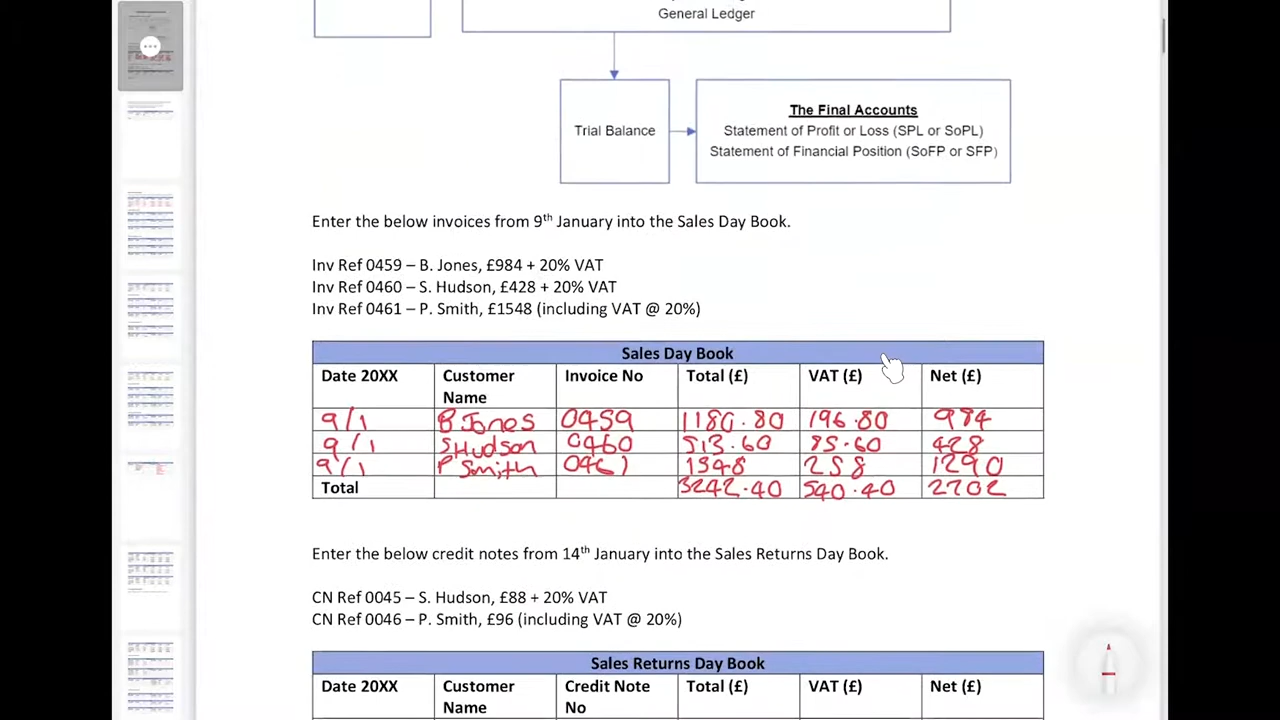 General Ledger
Trial Balance
The Final Accounts
Statement of Profit or Loss (SPL or SoPL)
Statement of Financial Position (SoFP or SFP)
Enter the below invoices from 9th January into the Sales Day Book.
Inv Ref 0459 – B. Jones, £984 + 20% VAT
Inv Ref 0460 – S. Hudson, £428 + 20% VAT
Inv Ref 0461 – P. Smith, £1548 (including VAT @ 20%)
Sales Day Book
Date 20XX Customer Name Invoice No Total (£) VAT (£) Net (£)
9/1 B Jones 0459 1180.80 196.80 984
9/1 S Hudson 0460 513.60 85.60 428
9/1 P Smith 0461 1548 258 1290
Total 3242.40 540.40 2702
Enter the below credit notes from 14th January into the Sales Returns Day Book.
CN Ref 0045 – S. Hudson, £88 + 20% VAT
CN Ref 0046 – P. Smith, £96 (including VAT @ 20%)
Sales Returns Day Book
Date 20XX Customer Name Credit Note No Total (£) VAT (£) Net (£)